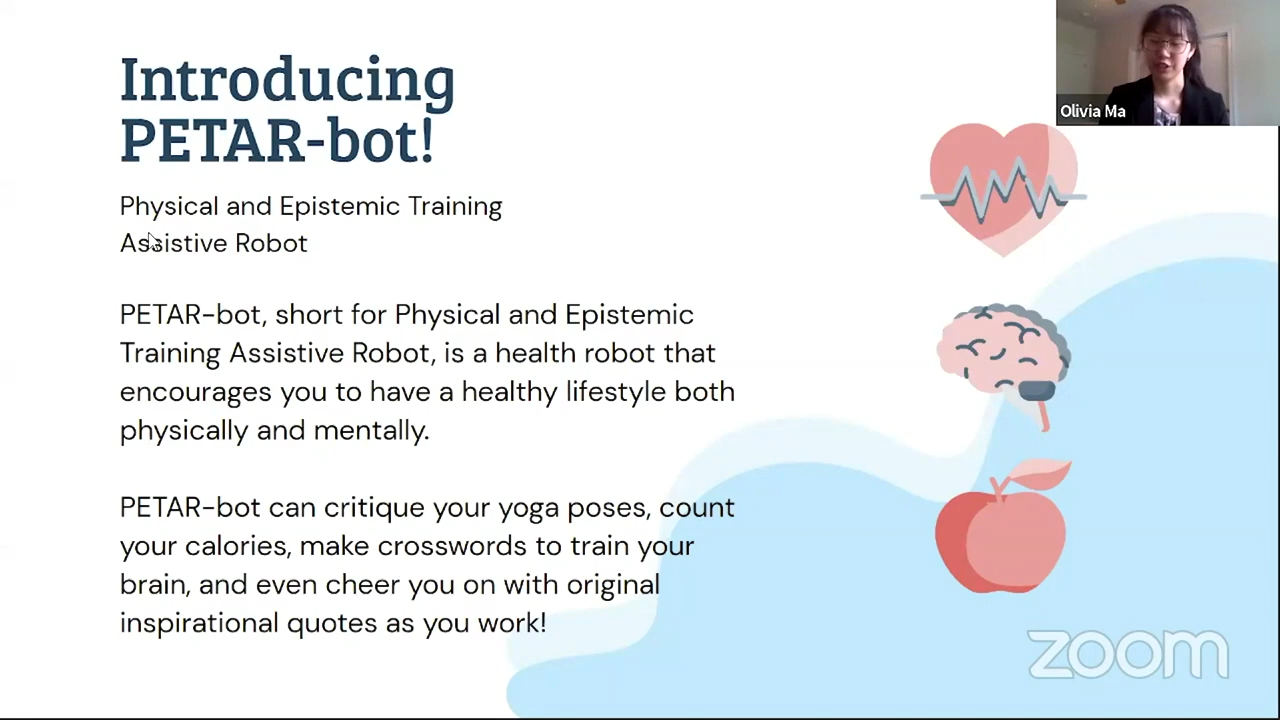 Introducing
PETAR-bot!
Physical and Epistemic Training
Assistive Robot
PETAR-bot, short for Physical and Epistemic
Training Assistive Robot, is a health robot that
encourages you to have a healthy lifestyle both
physically and mentally.
PETAR-bot can critique your yoga poses, count
your calories, make crosswords to train your
brain, and even cheer you on with original
inspirational quotes as you work!
Olivia Ma
zoom